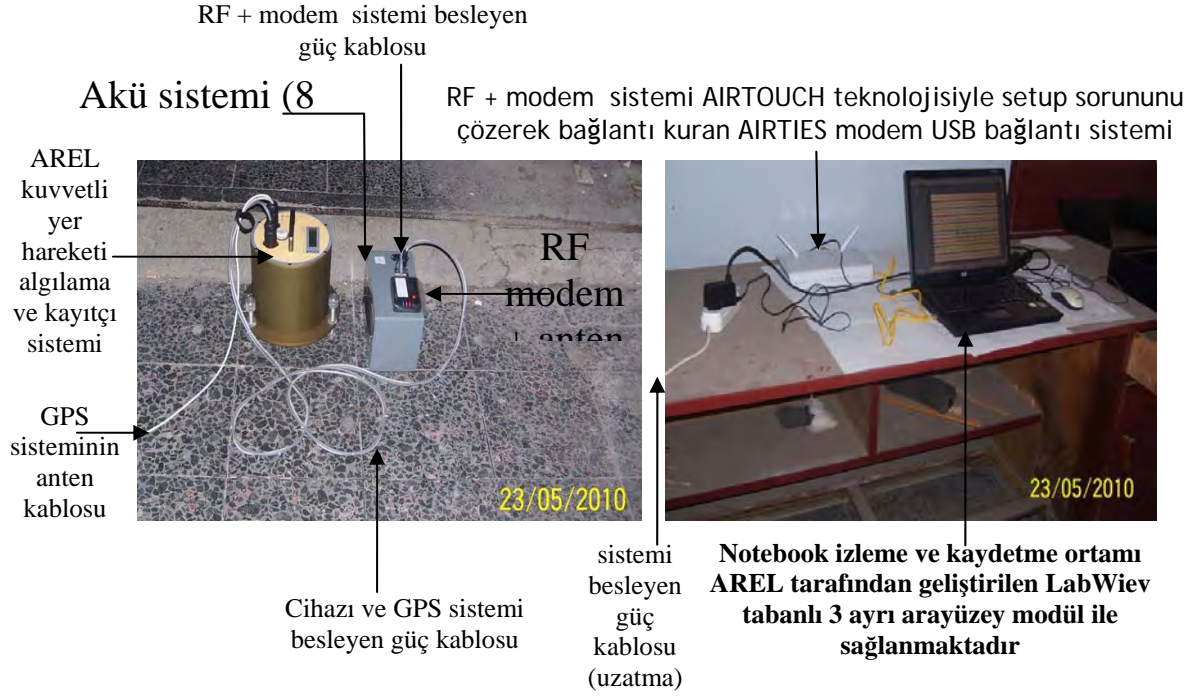 RF + modem sistemi besleyen
güç kablosu
Akü sistemi (8
RF + modem sistemi AIRTOUCH teknolojisiyle setup sorununu
çözerek bağlantı kuran AIRTIES modem USB bağlantı sistemi
AREL
kuvvetli
yer
hareketi
algılama
ve kayıtçı
sistemi
RF
modem
+ anten
GPS
sisteminin
anten
kablosu
23/05/2010
23/05/2010
Cihazı ve GPS sistemi
besleyen güç kablosu
sistemi
besleyen
güç
kablosu
(uzatma)
Notebook izleme ve kaydetme ortamı
AREL tarafından geliştirilen LabWiev
tabanlı 3 ayrı arayüzey modül ile
sağlanmaktadır